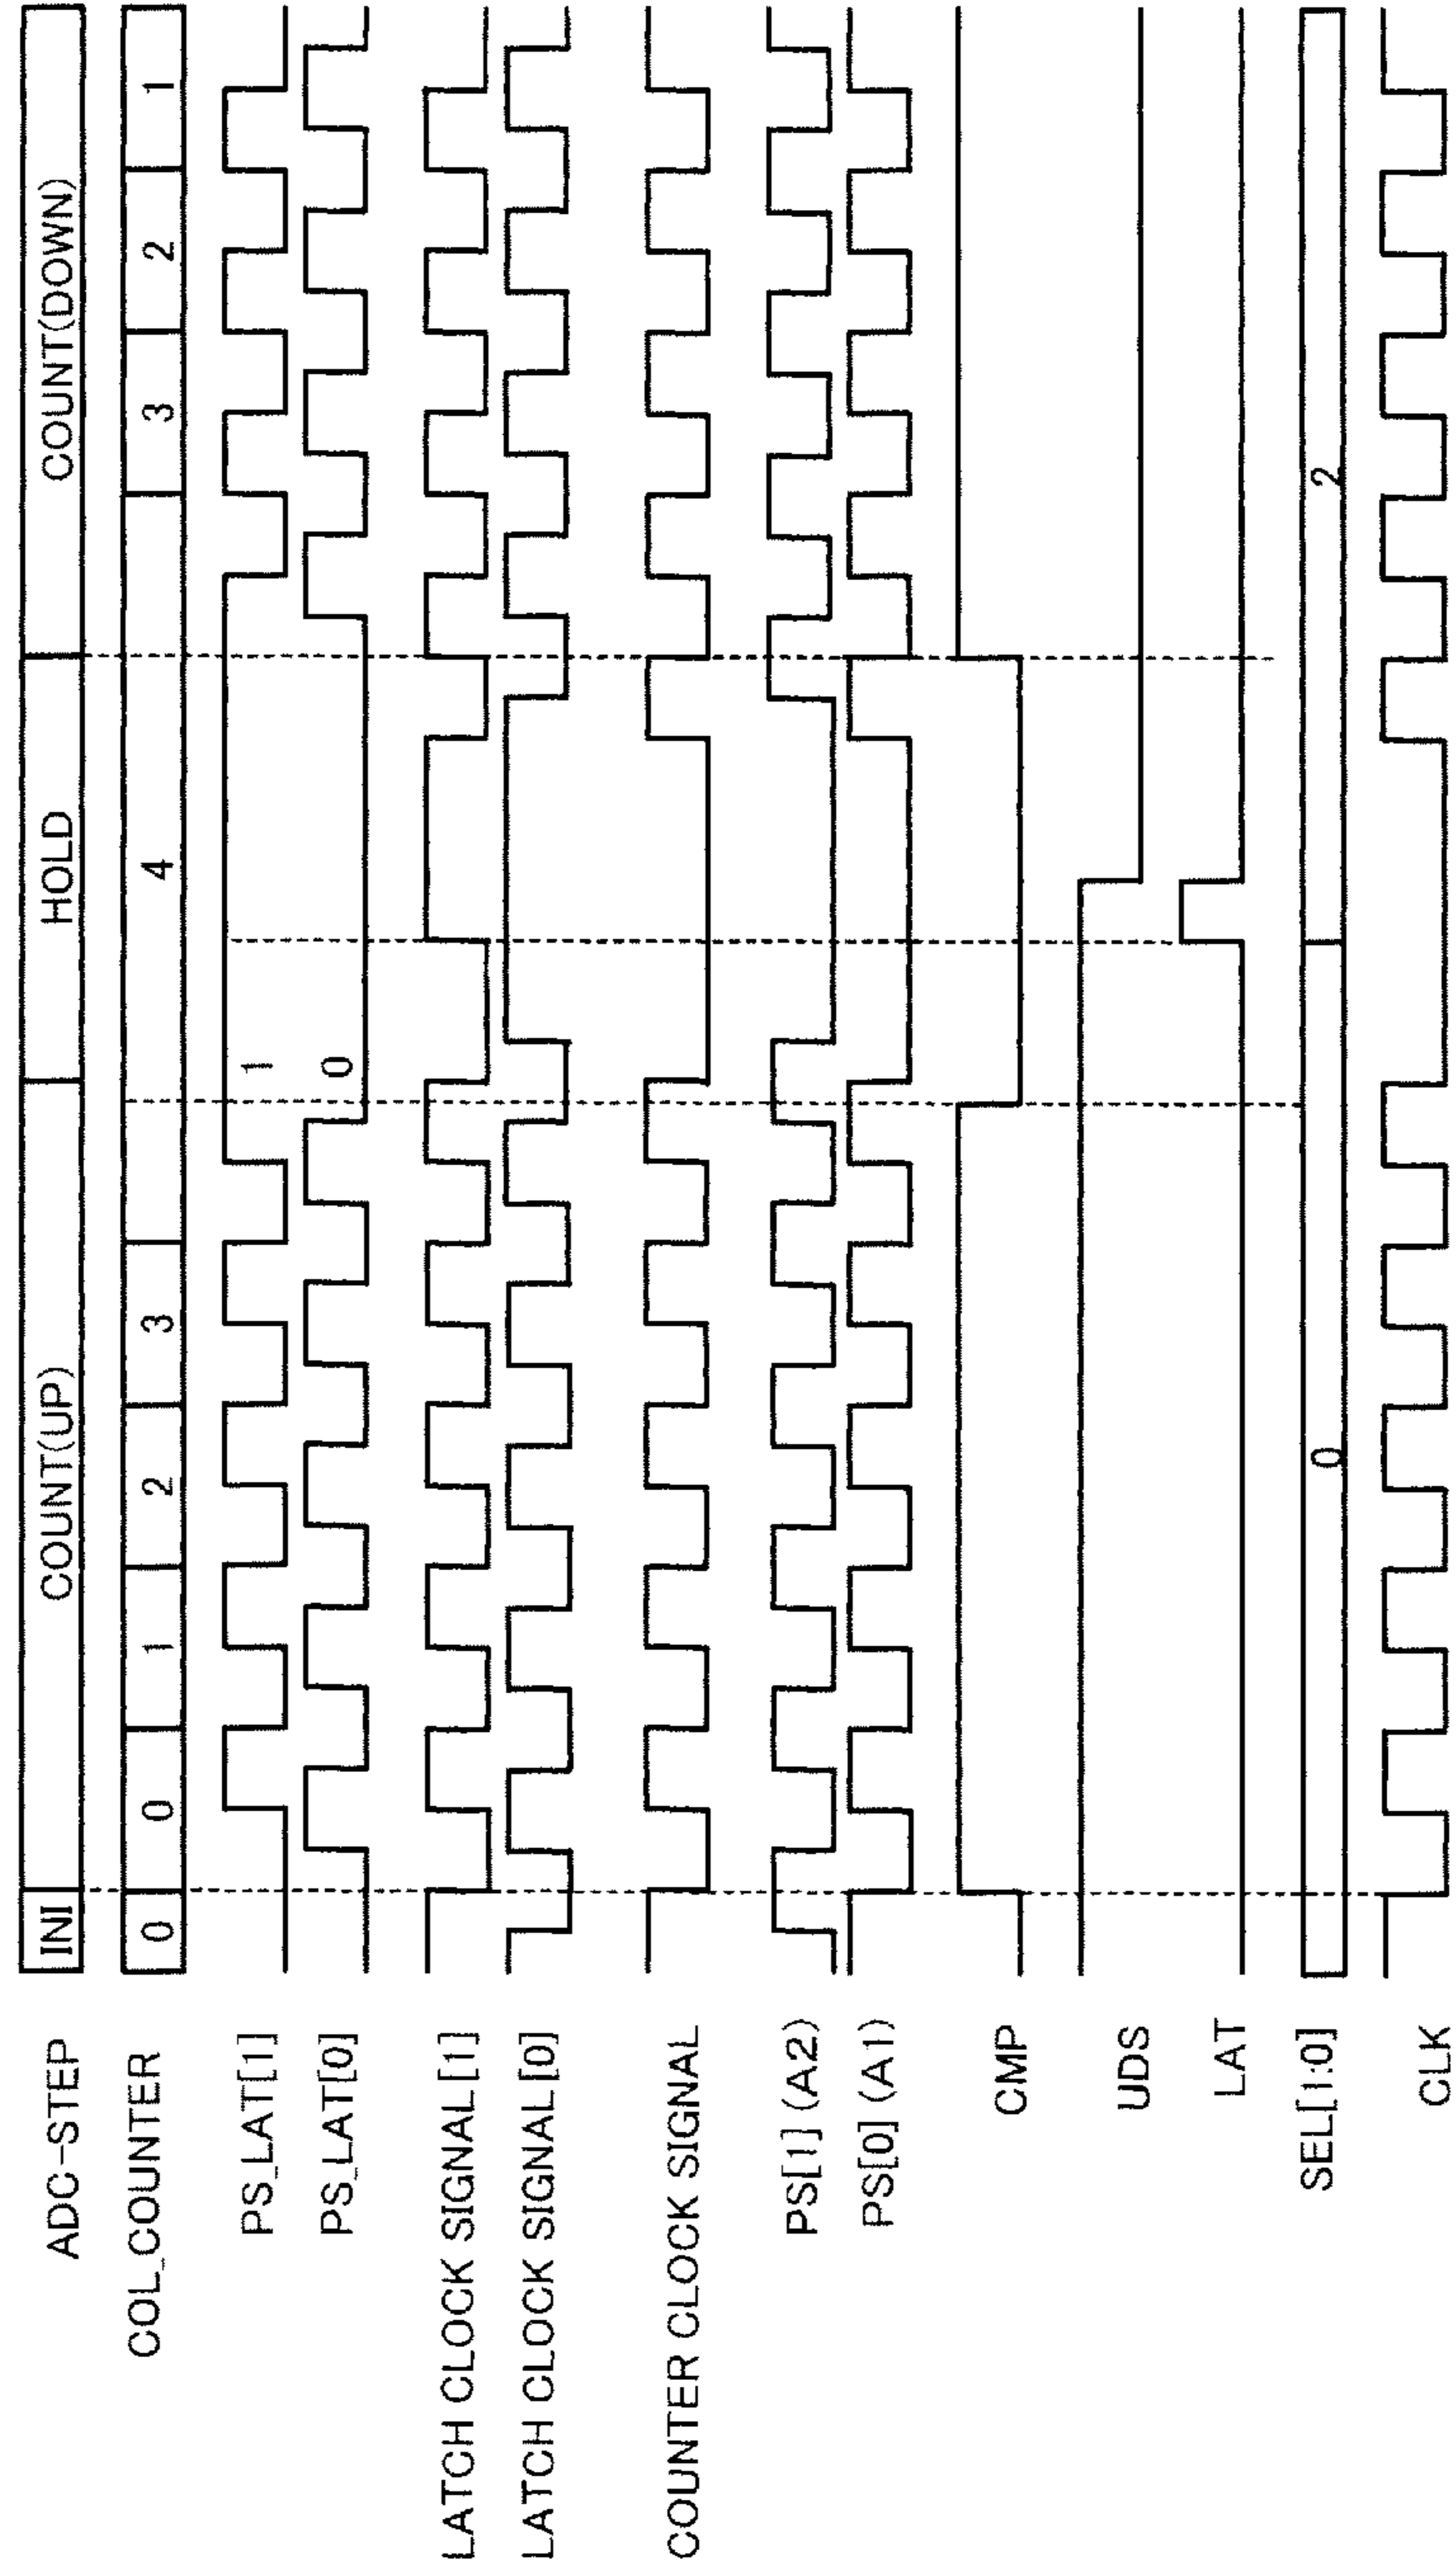 ADC-STEP INI COUNT(UP) HOLD COUNT(DOWN)
COL_COUNTER 0 0 1 2 3 4 3 2 1
PS_LAT[1] 1
PS_LAT[0] 0
LATCH CLOCK SIGNAL[1]
LATCH CLOCK SIGNAL[0]
COUNTER CLOCK SIGNAL
PS[1](A2)
PS[0](A1)
CMP
UDS
LAT
SEL[1:0] 0 2
CLK